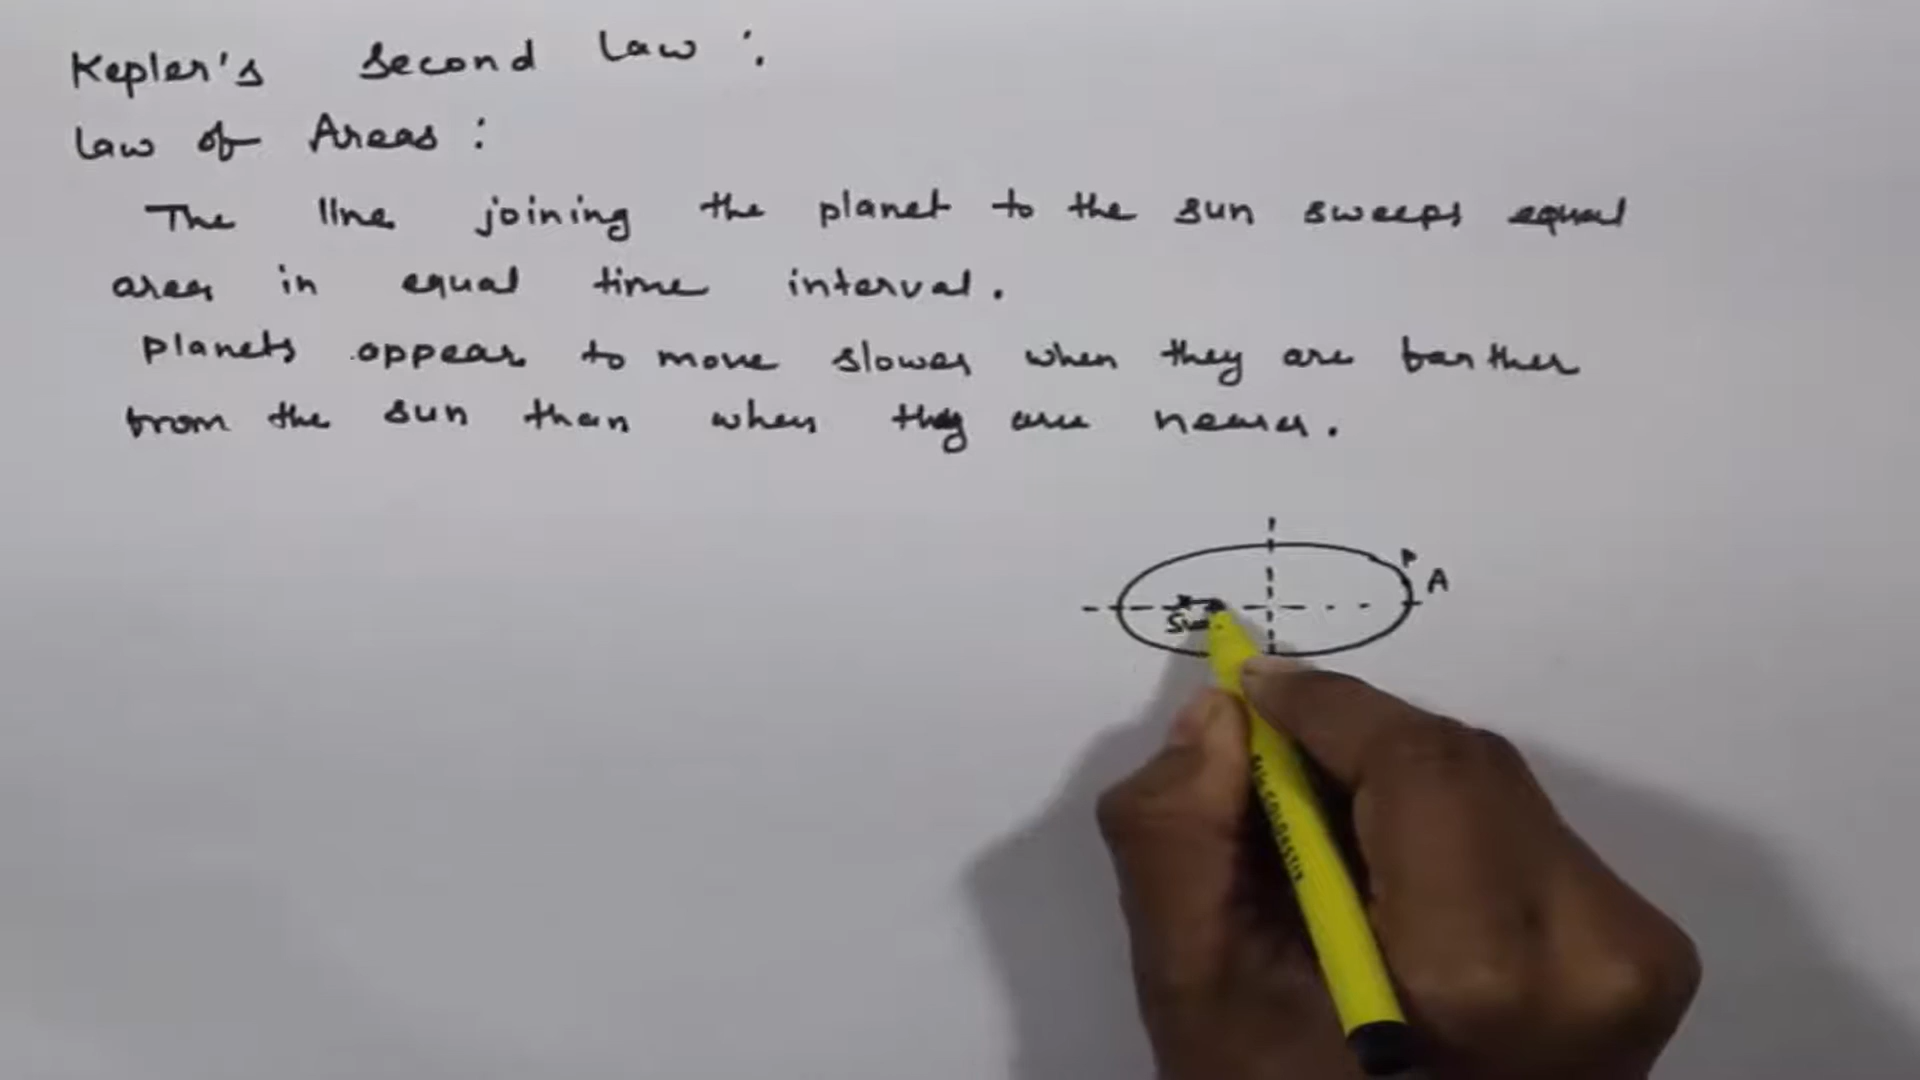 Kepler's second law :
Law of Areas :
The line joining the planet to the sun sweeps equal
area in equal time interval.
planets appear to move slower when they are farther
from the sun than when they are nearer.
P
A
Sun